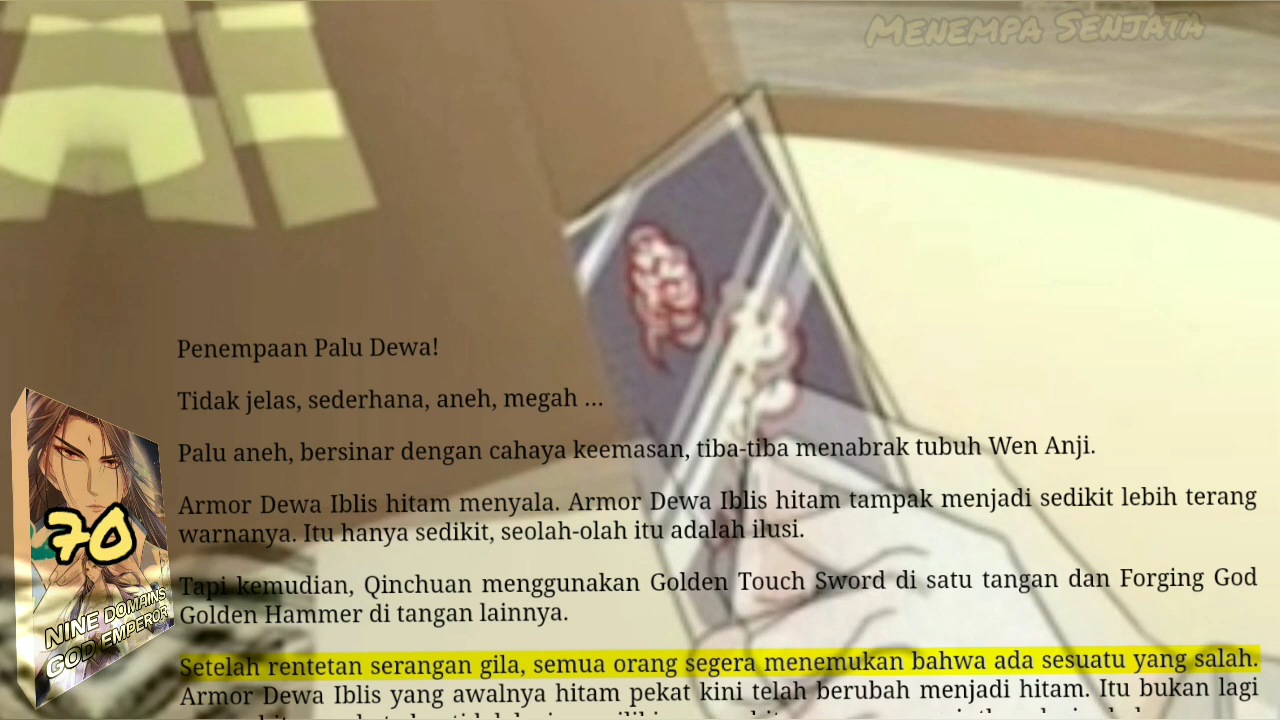 Menempa Senjata
Penempaan Palu Dewa!
Tidak jelas, sederhana, aneh, megah ...
Palu aneh, bersinar dengan cahaya keemasan, tiba-tiba menabrak tubuh Wen Anji.
Armor Dewa Iblis hitam menyala. Armor Dewa Iblis hitam tampak menjadi sedikit lebih terang
warnanya. Itu hanya sedikit, seolah-olah itu adalah ilusi.
Tapi kemudian, Qinchuan menggunakan Golden Touch Sword di satu tangan dan Forging God
Golden Hammer di tangan lainnya.
Setelah rentetan serangan gila, semua orang segera menemukan bahwa ada sesuatu yang salah.
Armor Dewa Iblis yang awalnya hitam pekat kini telah berubah menjadi hitam. Itu bukan lagi
70
NINE DOMAINS
GOD EMPEROR